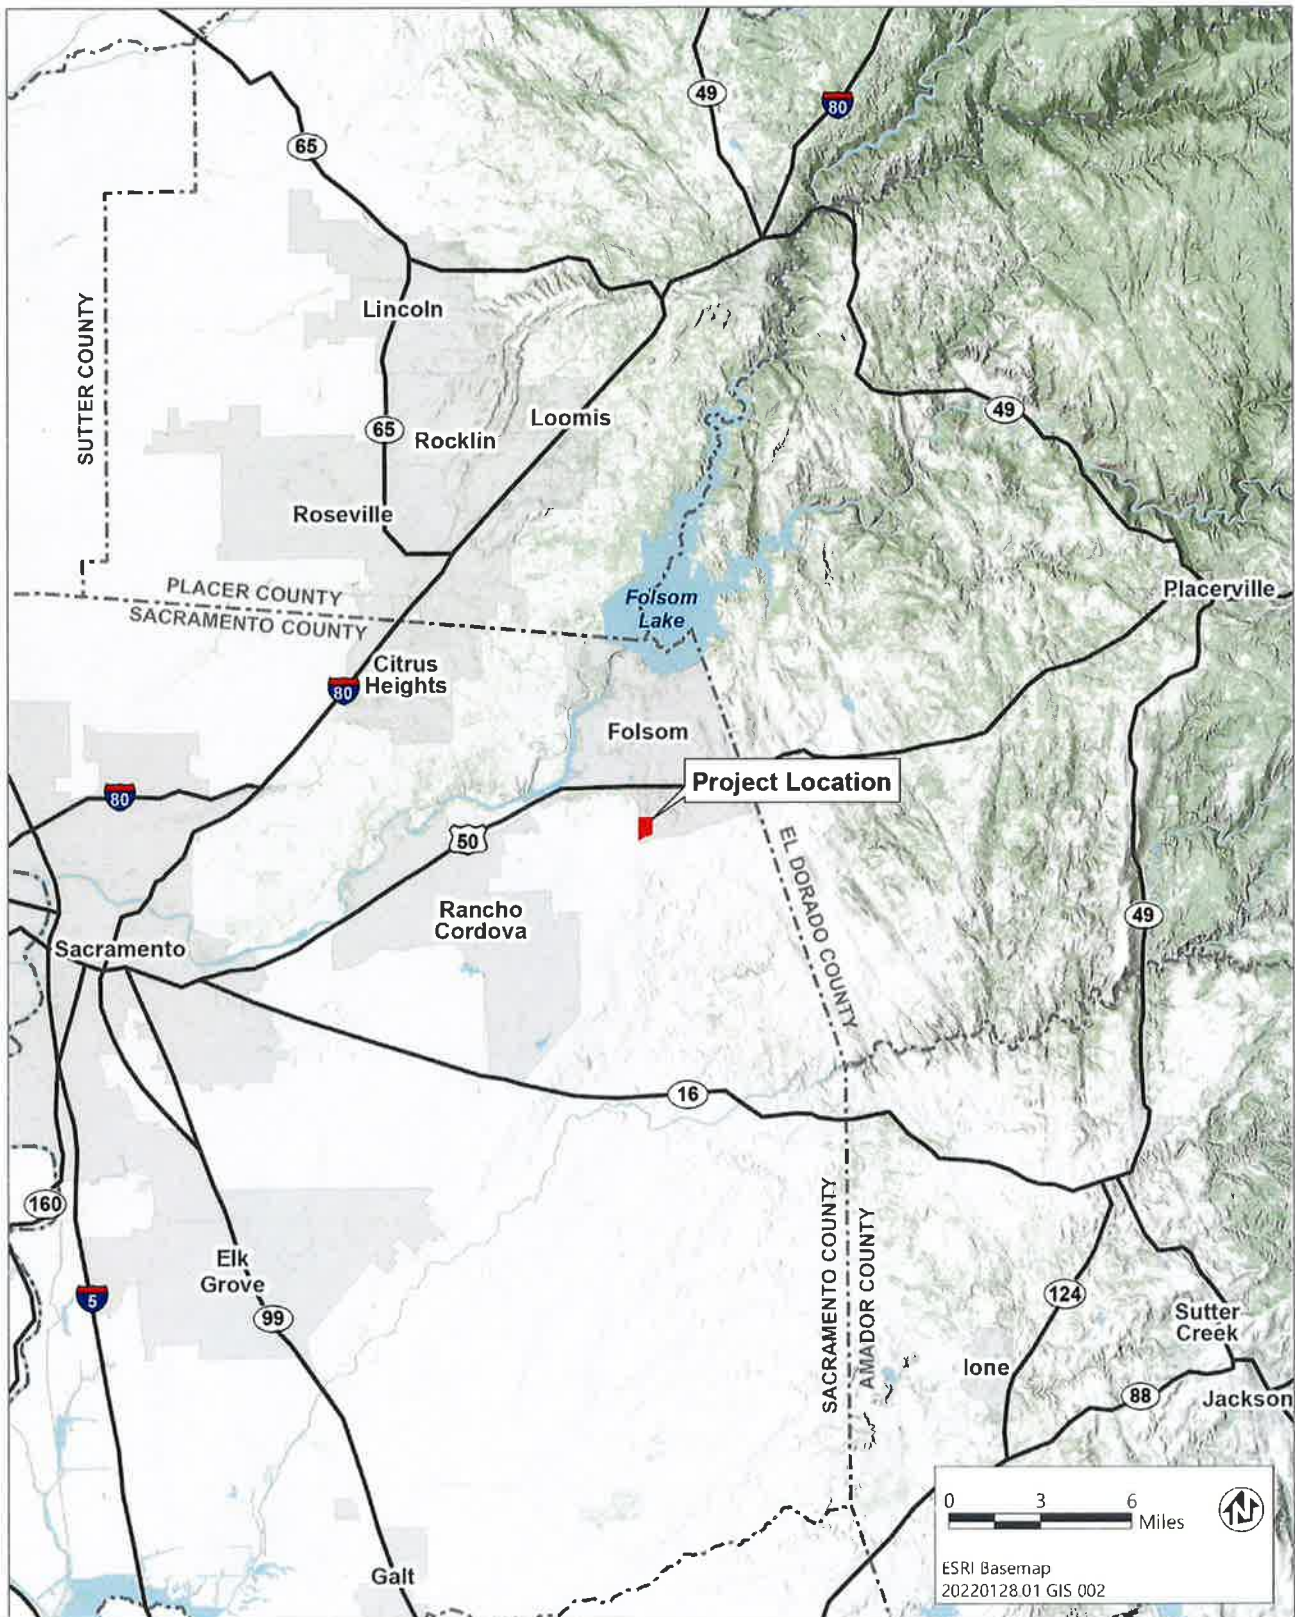 49
80
65
SUTTER COUNTY
Lincoln
Loomis
49
65
Rocklin
Roseville
PLACER COUNTY
SACRAMENTO COUNTY
Folsom
Lake
Placerville
Citrus
Heights
80
Folsom
Project Location
80
50
EL DORADO COUNTY
Rancho
Cordova
49
Sacramento
16
160
SACRAMENTO COUNTY
AMADOR COUNTY
Elk
Grove
5
99
124
Sutter
Creek
Ione
88
Jackson
0 3 6
Miles
N
ESRI Basemap
20220128.01 GIS 002
Galt